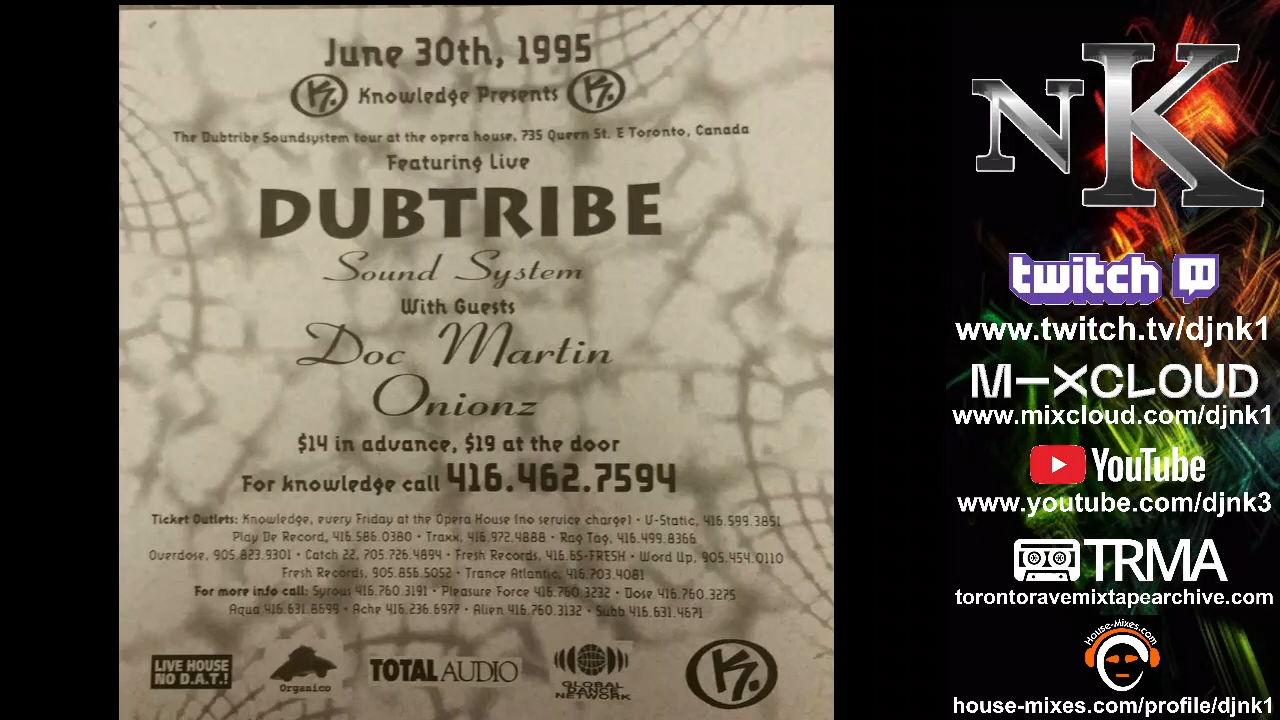 June 30th, 1995
K. Knowledge Presents K.
The Dubtribe Soundsystem tour at the opera house, 735 Queen St. E Toronto, Canada
Featuring Live
DUBTRIBE
Sound System
With Guests
Doc Martin
Onionz
$14 in advance, $19 at the door
For knowledge call 416.462.7594
Ticket Outlets: Knowledge, every Friday at the Opera House (no service charge) • U-Static, 416.599.3851
Play De Record, 416.586.0380 • Traxx, 416.972.4888 • Rag Tag, 416.499.8366
Overdose, 905.823.9301 • Catch 22, 705.726.4894 • Fresh Records, 416.65-FRESH • Word Up, 905.454.0110
Fresh Records, 905.856.5052 • Trance Atlantic, 416.703.4081
For more info call: Syrous 416.760.3191 • Pleasure Force 416.760.3232 • Dose 416.760.3275
Aqua 416.631.8699 • Ache 416.236.6977 • Alien 416.760.3132 • Subb 416.631.4671
LIVE HOUSE
NO D.A.T.!
Organico
TOTAL AUDIO
GLOBAL
DANCE
NETWORK
K.
NK
twitch
www.twitch.tv/djnk1
MIXCLOUD
www.mixcloud.com/djnk1
YouTube
www.youtube.com/djnk3
TRMA
torontoravemixtapearchive.com
House-Mixes.com
house-mixes.com/profile/djnk1